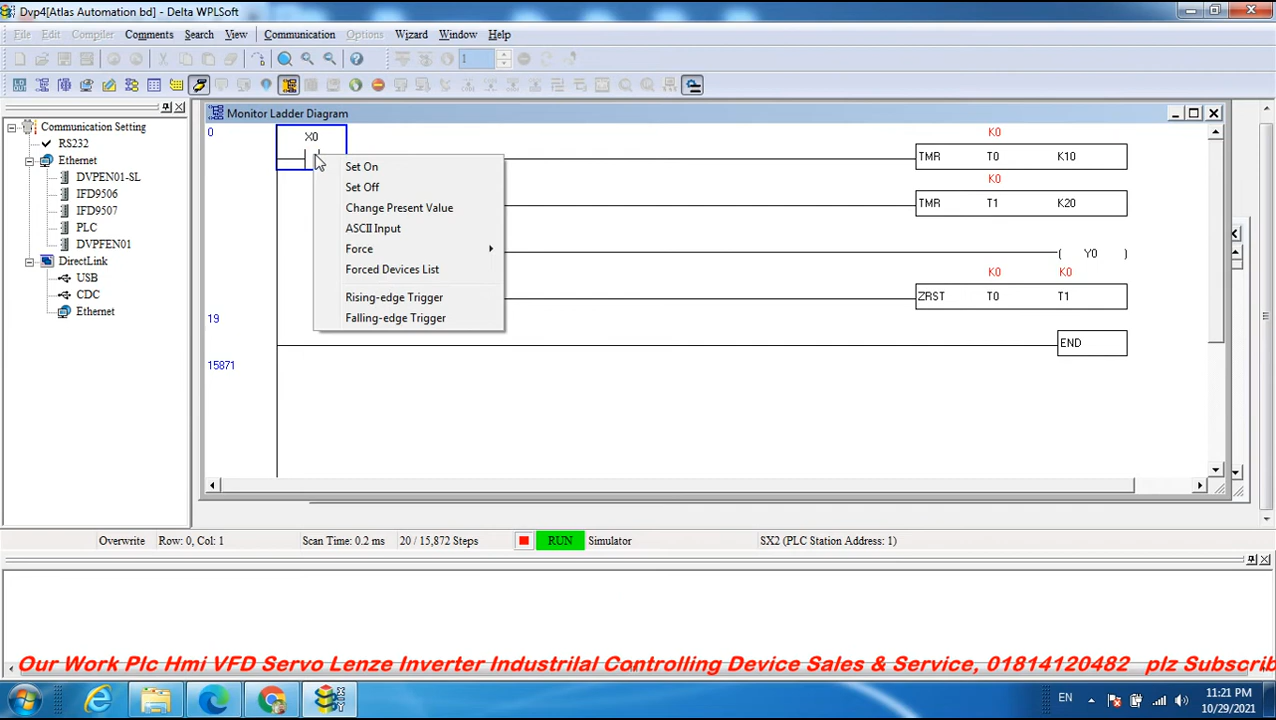 Dvp4[Atlas Automation bd] - Delta WPLSoft
File Edit Compiler Comments Search View Communication Options Wizard Window Help
1
Communication Setting
RS232
Ethernet
DVPEN01-SL
IFD9506
IFD9507
PLC
DVPFEN01
DirectLink
USB
CDC
Ethernet
Monitor Ladder Diagram
0
X0
K0
TMR T0 K10
K0
TMR T1 K20
( Y0 )
K0 K0
ZRST T0 T1
19
END
15871
Set On
Set Off
Change Present Value
ASCII Input
Force
Forced Devices List
Rising-edge Trigger
Falling-edge Trigger
Overwrite Row: 0, Col: 1 Scan Time: 0.2 ms 20 / 15,872 Steps RUN Simulator SX2 (PLC Station Address: 1)
Our Work Plc Hmi VFD Servo Lenze Inverter Industrilal Controlling Device Sales & Service, 01814120482 plz Subscrib
EN
11:21 PM
10/29/2021